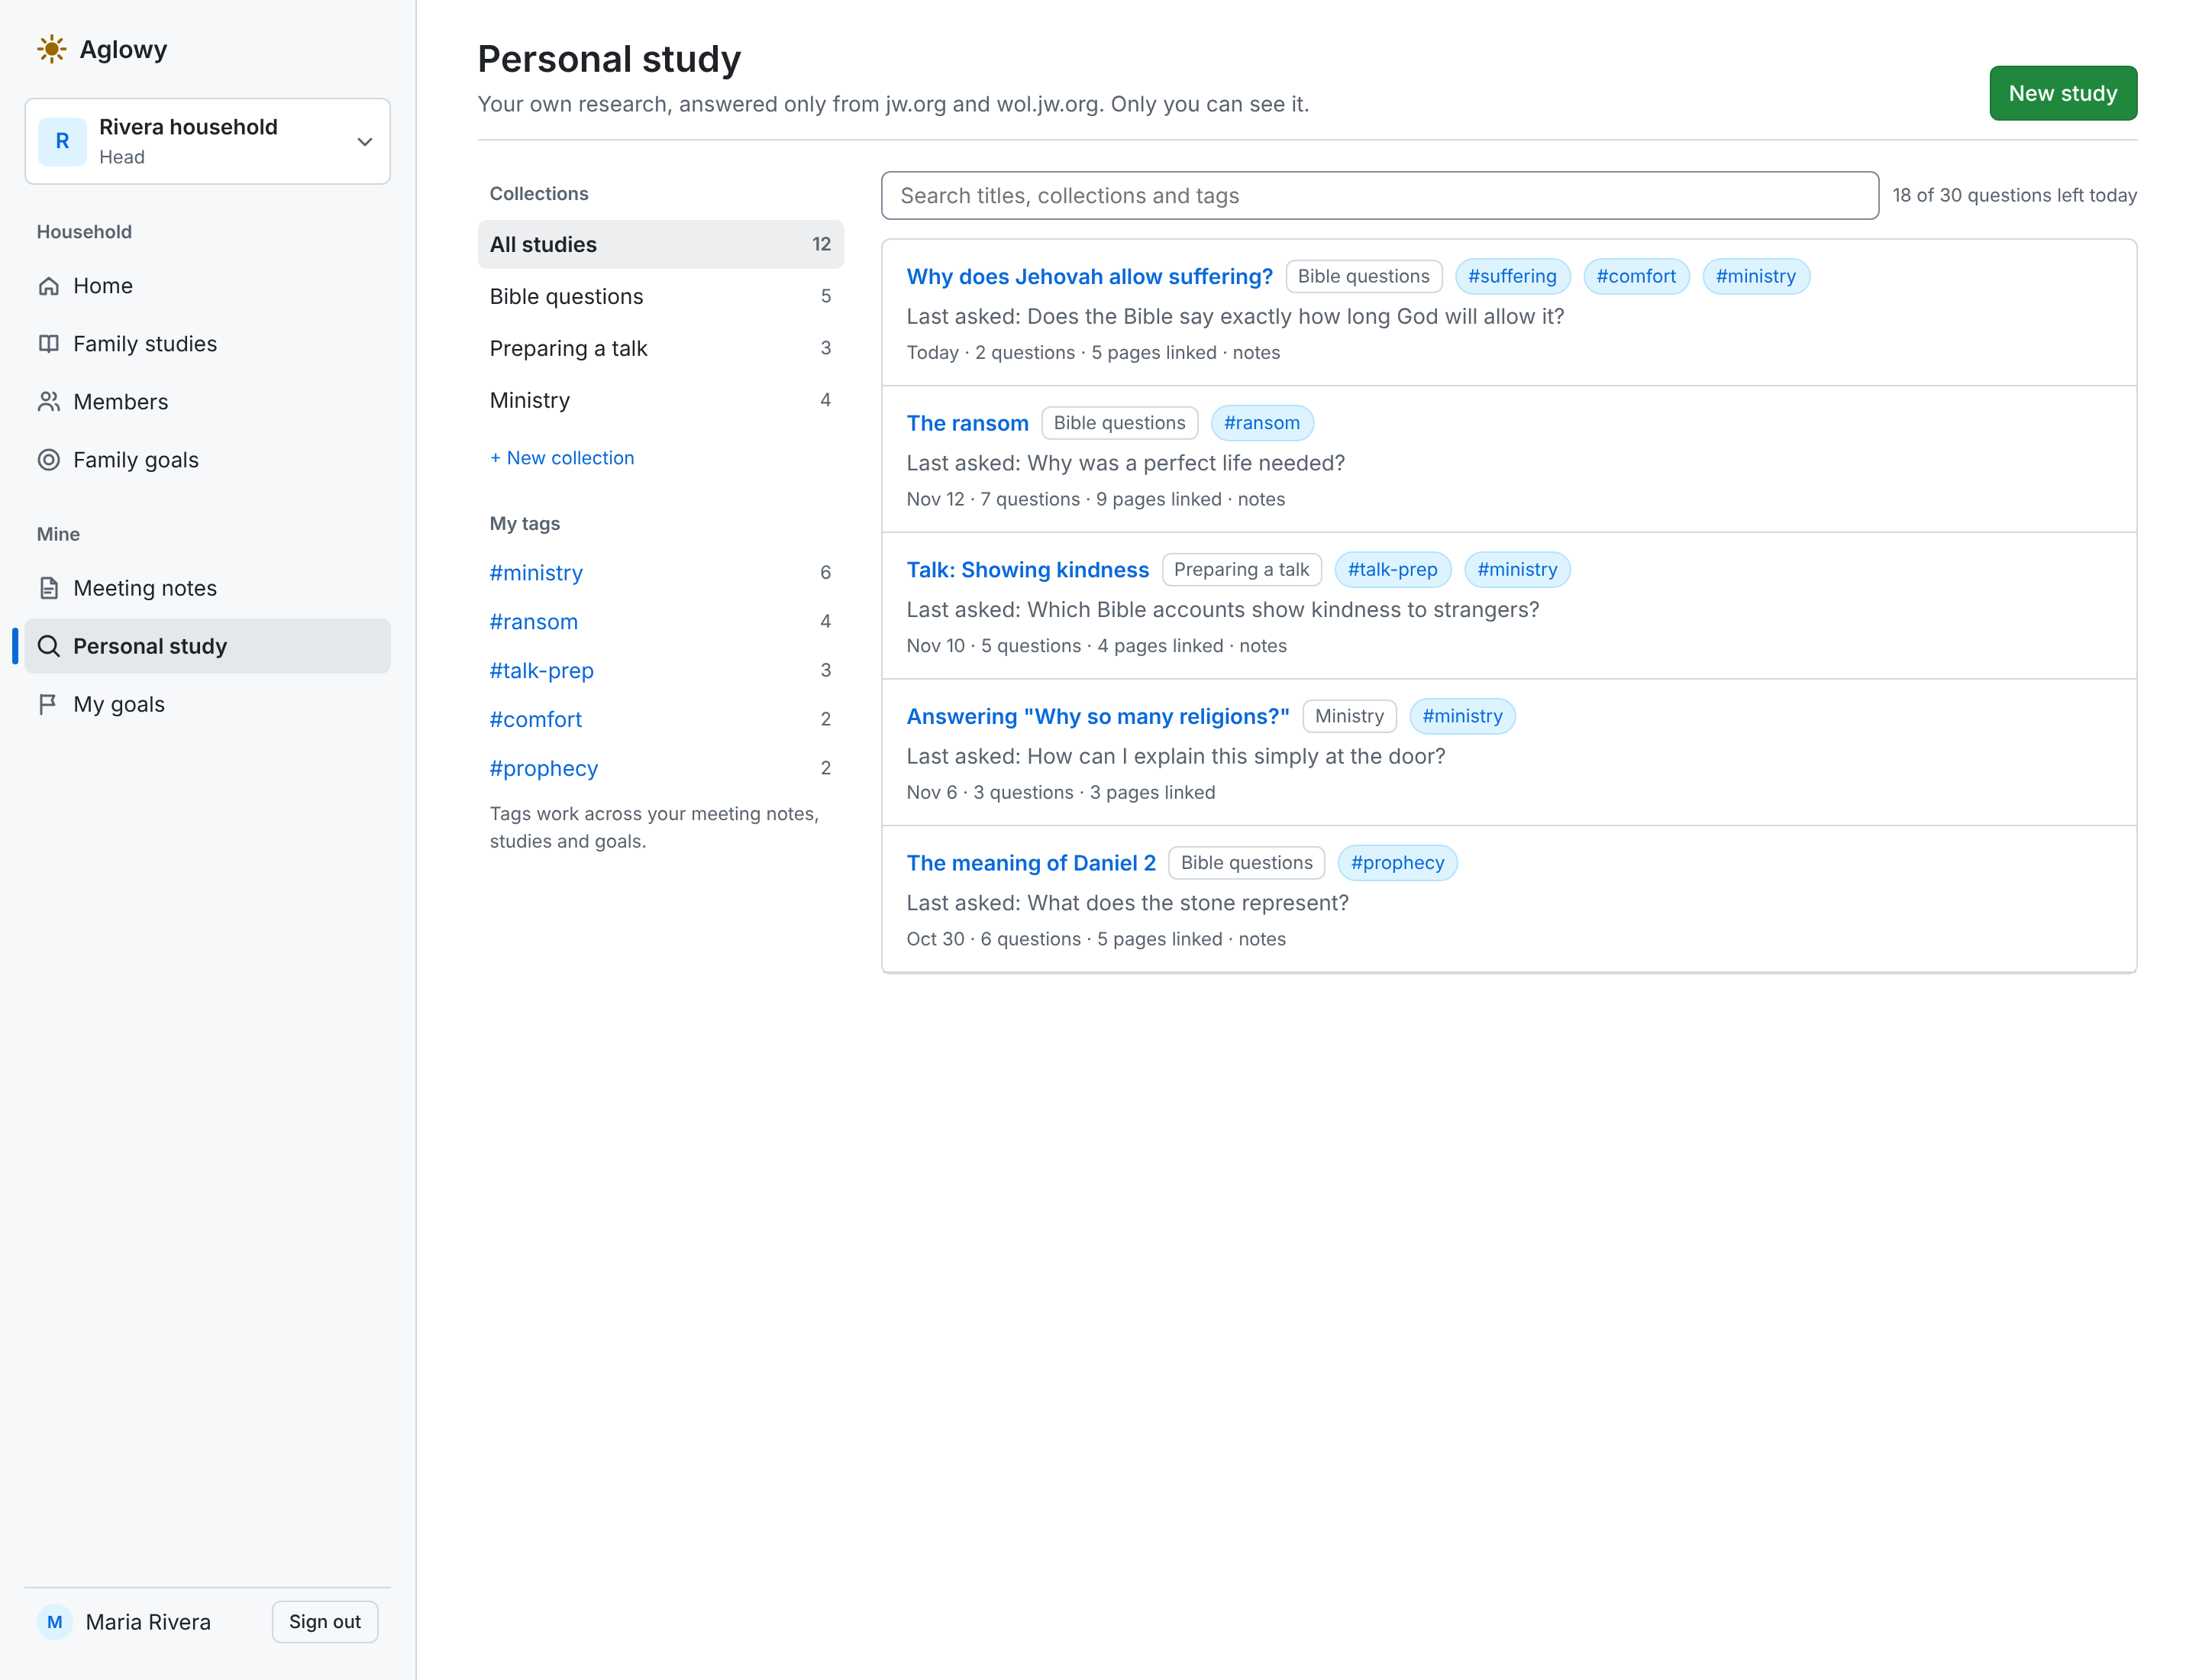 Aglowy
R
Rivera household
Head
Household
Home
Family studies
Members
Family goals
Mine
Meeting notes
Personal study
My goals
M
Maria Rivera
Sign out
Personal study
Your own research, answered only from jw.org and wol.jw.org. Only you can see it.
New study
Collections
All studies 12
Bible questions 5
Preparing a talk 3
Ministry 4
+ New collection
My tags
#ministry 6
#ransom 4
#talk-prep 3
#comfort 2
#prophecy 2
Tags work across your meeting notes,
studies and goals.
Search titles, collections and tags
18 of 30 questions left today
Why does Jehovah allow suffering? Bible questions #suffering #comfort #ministry
Last asked: Does the Bible say exactly how long God will allow it?
Today · 2 questions · 5 pages linked · notes
The ransom Bible questions #ransom
Last asked: Why was a perfect life needed?
Nov 12 · 7 questions · 9 pages linked · notes
Talk: Showing kindness Preparing a talk #talk-prep #ministry
Last asked: Which Bible accounts show kindness to strangers?
Nov 10 · 5 questions · 4 pages linked · notes
Answering "Why so many religions?" Ministry #ministry
Last asked: How can I explain this simply at the door?
Nov 6 · 3 questions · 3 pages linked
The meaning of Daniel 2 Bible questions #prophecy
Last asked: What does the stone represent?
Oct 30 · 6 questions · 5 pages linked · notes